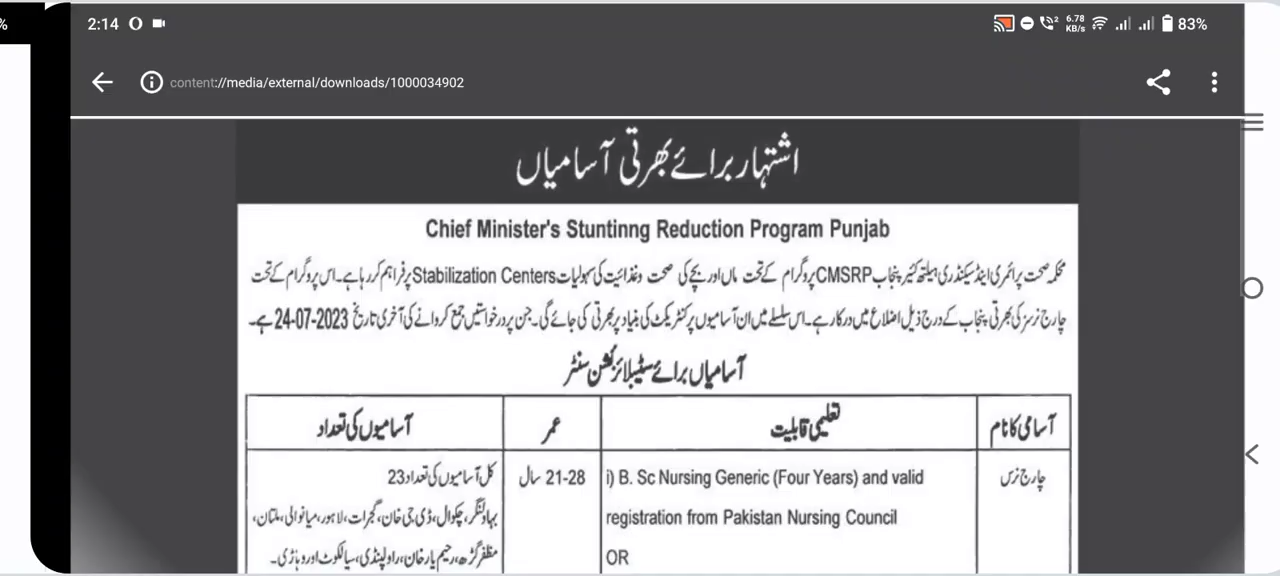 %
2:14
2 6.78 KB/s 83%
content://media/external/downloads/1000034902
اشتہار برائے بھرتی آسامیاں
Chief Minister's Stuntinng Reduction Program Punjab
محکمہ صحت پرائمری اینڈ سیکنڈری ہیلتھ کئیر پنجاب CMSRP پروگرام کے تحت ماں اور بچے کی صحت و غذائیت کی سہولیات Stabilization Centers پر فراہم کر رہا ہے۔ اس پروگرام کے تحت
چارج نرسز کی بھرتی پنجاب کے درج ذیل اضلاع میں درکار ہے۔ اس سلسلے میں ان آسامیوں پر کنٹریکٹ کی بنیاد پر بھرتی کی جائے گی۔ جن پر درخواستیں جمع کروانے کی آخری تاریخ 24-07-2023 ہے۔
آسامیاں برائے سٹیبلائزیشن سنٹر
آسامی کا نام تعلیمی قابلیت عمر آسامیوں کی تعداد
چارج نرس
i) B. Sc Nursing Generic (Four Years) and valid
registration from Pakistan Nursing Council
OR
21-28 سال
کل آسامیوں کی تعداد 23
بہاولنگر، چکوال، ڈی جی خان، گجرات، لاہور، میانوالی، ملتان،
مظفر گڑھ، رحیم یار خان، راولپنڈی، سیالکوٹ اور وہاڑی۔